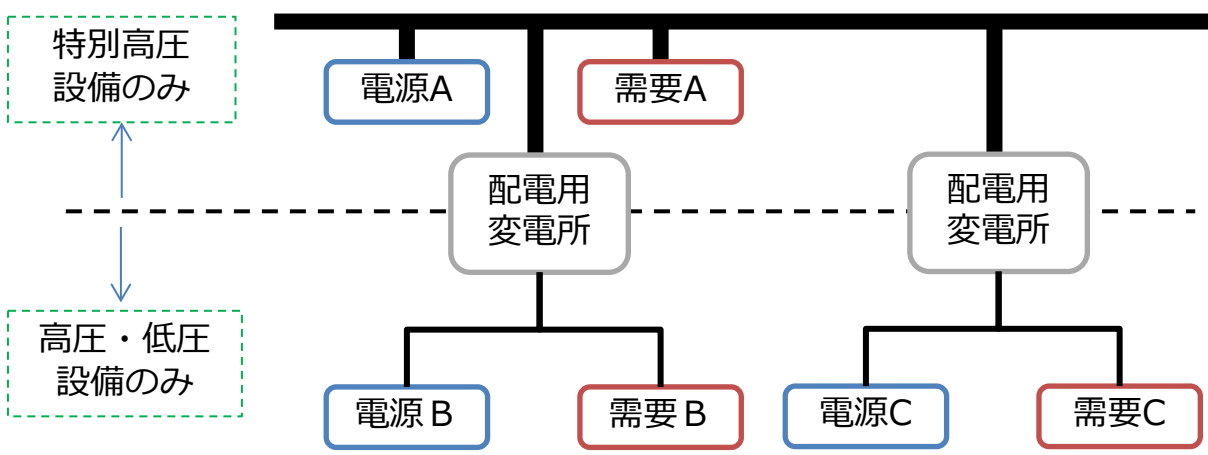 特別高圧
設備のみ
電源A
需要A
配電用
変電所
配電用
変電所
高圧・低圧
設備のみ
電源Ｂ
需要Ｂ
電源C
需要C